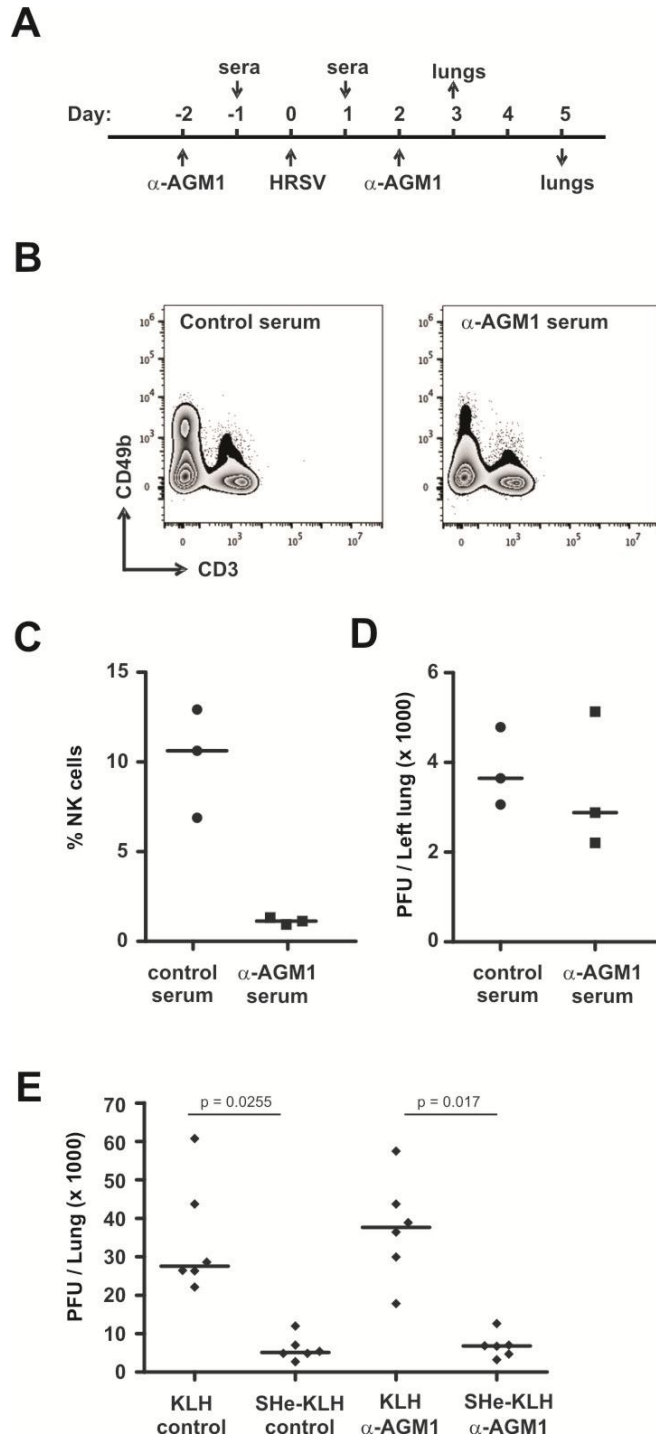 A
sera sera lungs
Day: -2 -1 0 1 2 3 4 5
α-AGM1 HRSV α-AGM1 lungs
B
Control serum α-AGM1 serum
10⁶ 10⁶
10⁵ 10⁵
10⁴ 10⁴
10³ 10³
0 0
CD49b
0 10³ 10⁵ 10⁷ 0 10³ 10⁵ 10⁷
CD3
C D
15 6
10 4
5 2
0 0
% NK cells PFU / Left lung (x 1000)
control α-AGM1 control α-AGM1
serum serum serum serum
E
70
p = 0.0255 p = 0.017
60
50
40
30
20
10
0
PFU / Lung (x 1000)
KLH SHe-KLH KLH SHe-KLH
control control α-AGM1 α-AGM1